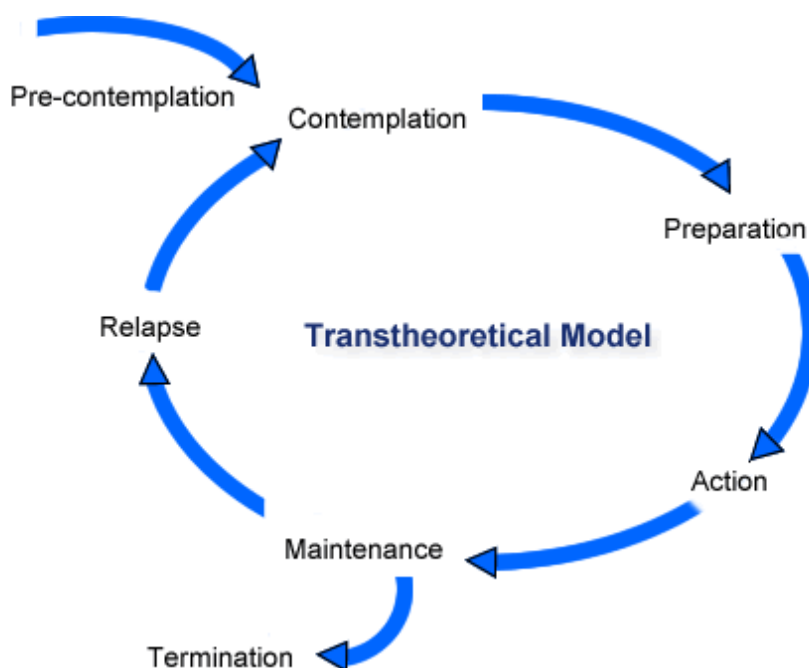 Pre-contemplation
Contemplation
Preparation
Relapse
Transtheoretical Model
Action
Maintenance
Termination